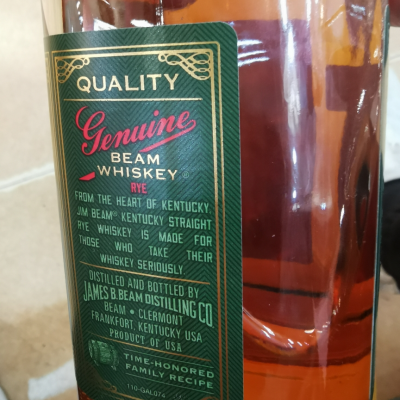 QUALITY
Genuine
BEAM
WHISKEY
RYE
FROM THE HEART OF KENTUCKY,
JIM BEAM® KENTUCKY STRAIGHT
RYE WHISKEY IS MADE FOR
THOSE WHO TAKE THEIR
WHISKEY SERIOUSLY
DISTILLED AND BOTTLED BY
JAMES B. BEAM DISTILLING CO.
BEAM • CLERMONT
FRANKFORT, KENTUCKY USA
PRODUCT OF USA
TIME-HONORED
FAMILY RECIPE
110-GAL074